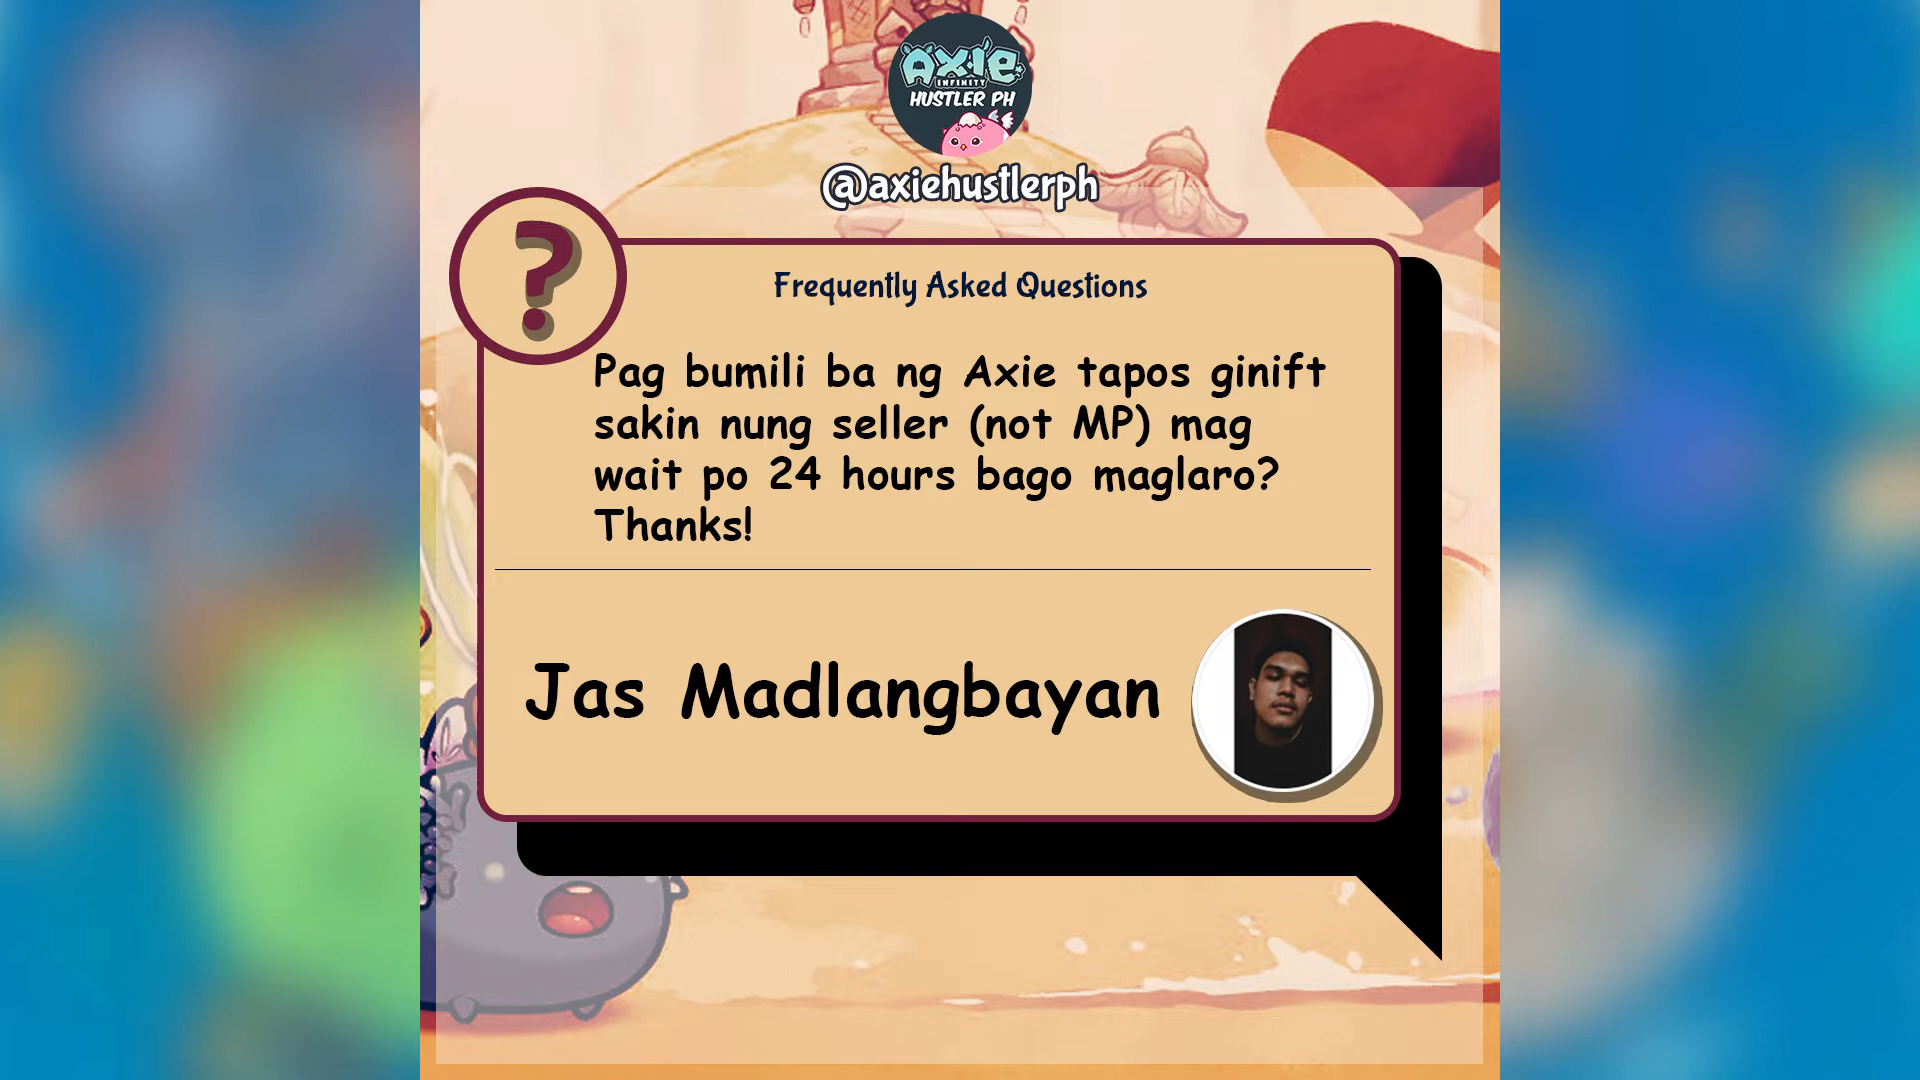 AXIE
INFINITY
HUSTLER PH
@axiehustlerph
?
Frequently Asked Questions
Pag bumili ba ng Axie tapos ginift
sakin nung seller (not MP) mag
wait po 24 hours bago maglaro?
Thanks!
Jas Madlangbayan